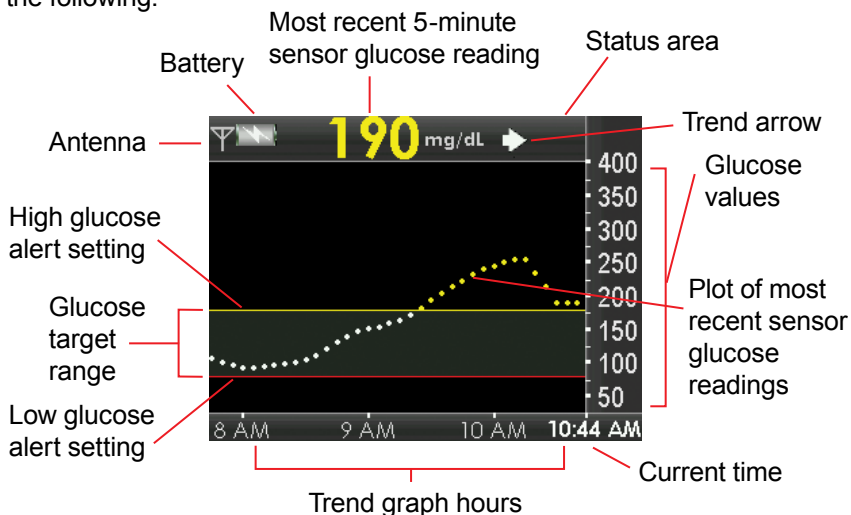 the following:
Most recent 5-minute
sensor glucose reading
Status area
Battery
Antenna
190 mg/dL
Trend arrow
Glucose
values
400
350
300
250
200
150
100
50
High glucose
alert setting
Glucose
target
range
Low glucose
alert setting
Plot of most
recent sensor
glucose
readings
8 AM
9 AM
10 AM
10:44 AM
Current time
Trend graph hours